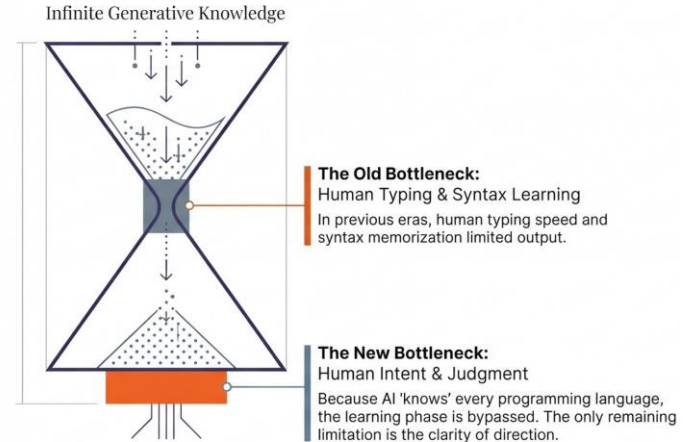 Infinite Generative Knowledge
The Old Bottleneck:
Human Typing & Syntax Learning
In previous eras, human typing speed and
syntax memorization limited output.
The New Bottleneck:
Human Intent & Judgment
Because AI 'knows' every programming language,
the learning phase is bypassed. The only remaining
limitation is the clarity of direction.